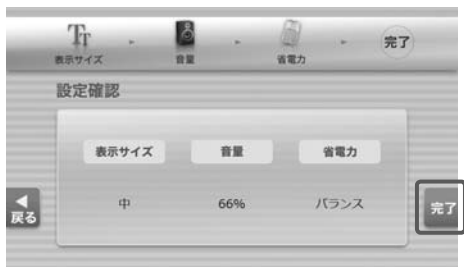 Tr
表示サイズ
音量
省電力
完了
設定確認
表示サイズ 音量 省電力
中 66% バランス
戻る
完了